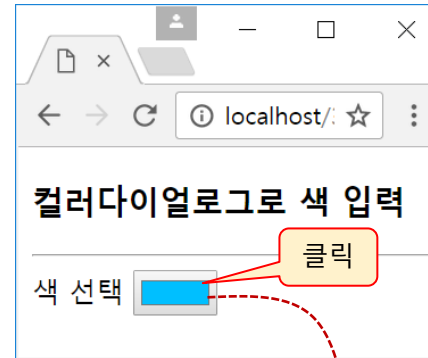 localhost/
컬러다이얼로그로 색 입력
클릭
색 선택